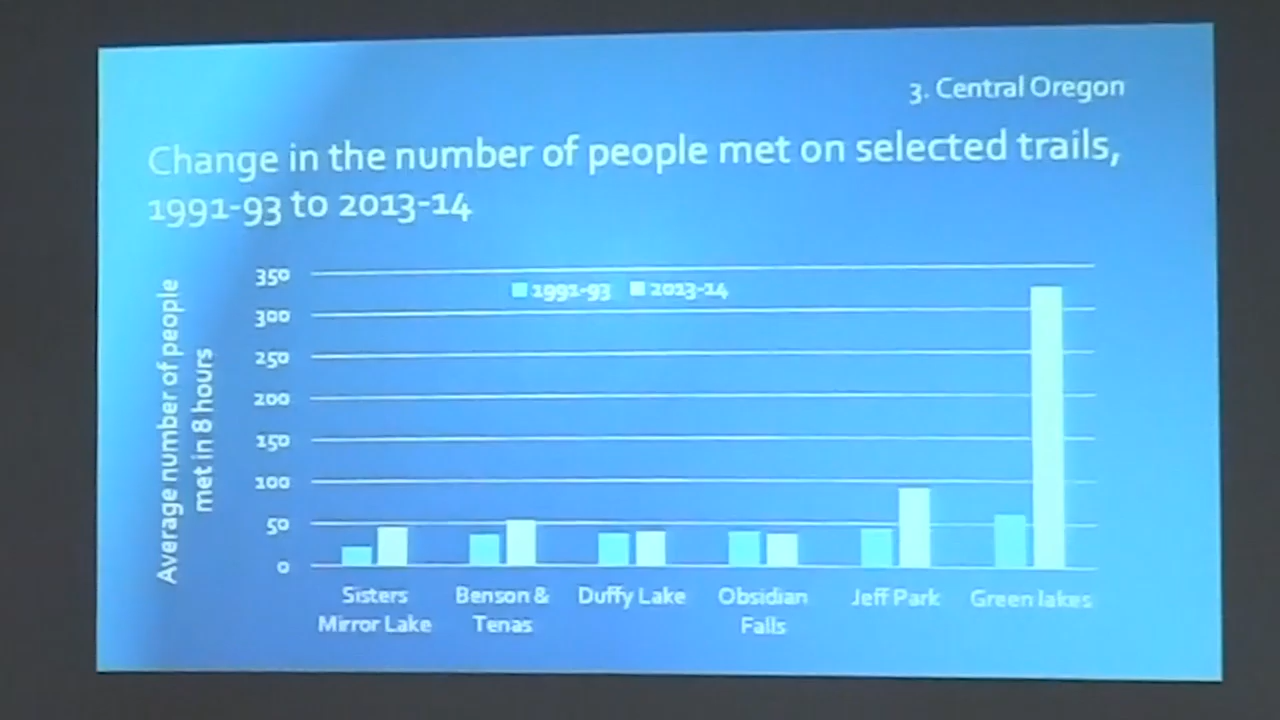 3. Central Oregon
Change in the number of people met on selected trails,
1991-93 to 2013-14
Average number of people
met in 8 hours
350
300
250
200
150
100
50
0
1991-93 2013-14
Sisters
Mirror Lake
Benson &
Tenas
Duffy Lake
Obsidian
Falls
Jeff Park
Green lakes